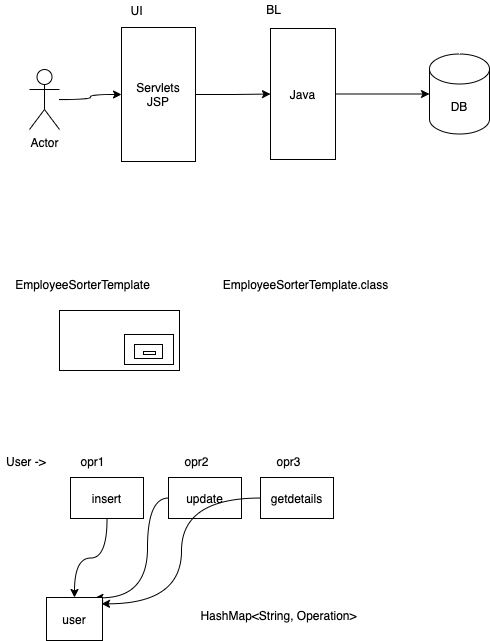 UI
BL
Servlets
JSP
Java
DB
Actor
EmployeeSorterTemplate
EmployeeSorterTemplate.class
User ->
opr1
opr2
opr3
insert
update
getdetails
user
HashMap<String, Operation>